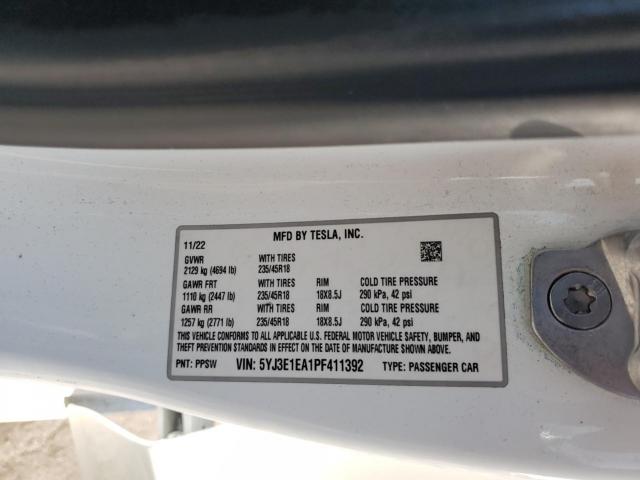 MFD BY TESLA, INC.
11/22
GVWR WITH TIRES
2129 kg (4694 lb) 235/45R18
GAWR FRT WITH TIRES RIM COLD TIRE PRESSURE
1110 kg (2447 lb) 235/45R18 18X8.5J 290 kPa, 42 psi
GAWR RR WITH TIRES RIM COLD TIRE PRESSURE
1257 kg (2771 lb) 235/45R18 18X8.5J 290 kPa, 42 psi
THIS VEHICLE CONFORMS TO ALL APPLICABLE U.S. FEDERAL MOTOR VEHICLE SAFETY, BUMPER, AND
THEFT PREVENTION STANDARDS IN EFFECT ON THE DATE OF MANUFACTURE SHOWN ABOVE.
PNT: PPSW VIN: 5YJ3E1EA1PF411392 TYPE: PASSENGER CAR